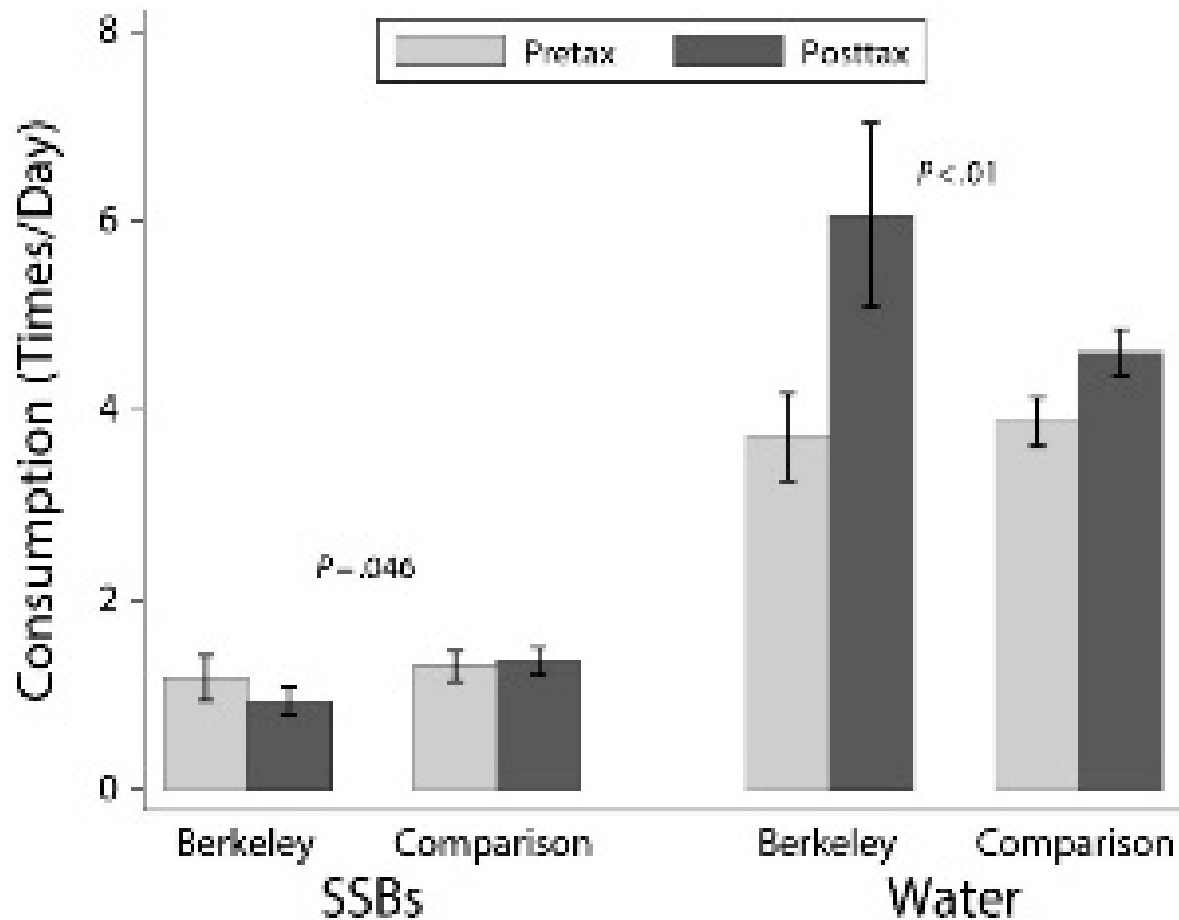 8
Pretax Posttax
6
4
2
0
Consumption (Times/Day)
P<.01
P=.046
Berkeley Comparison Berkeley Comparison
SSBs Water